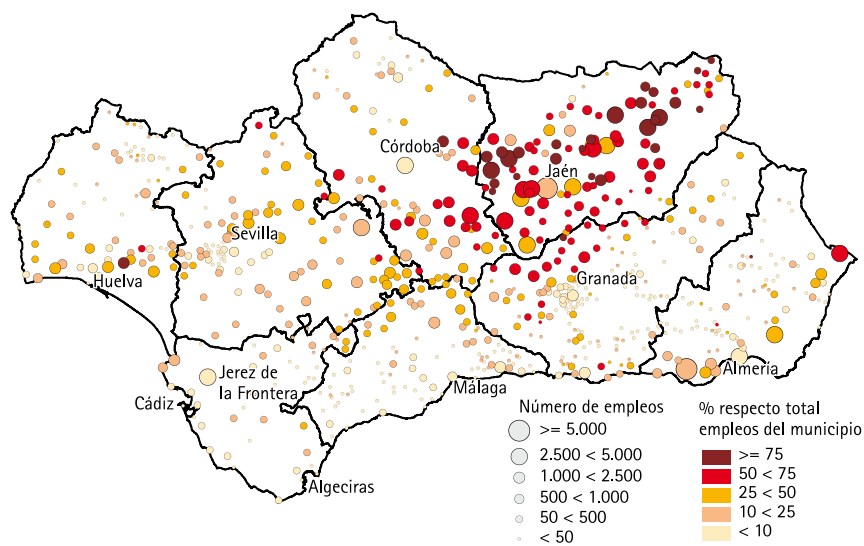 Córdoba
Jaén
Sevilla
Huelva
Granada
Jerez de
la Frontera
Cádiz
Málaga
Almería
Algeciras
Número de empleos
>= 5.000
2.500 < 5.000
1.000 < 2.500
500 < 1.000
50 < 500
< 50
% respecto total
empleos del municipio
>= 75
50 < 75
25 < 50
10 < 25
< 10